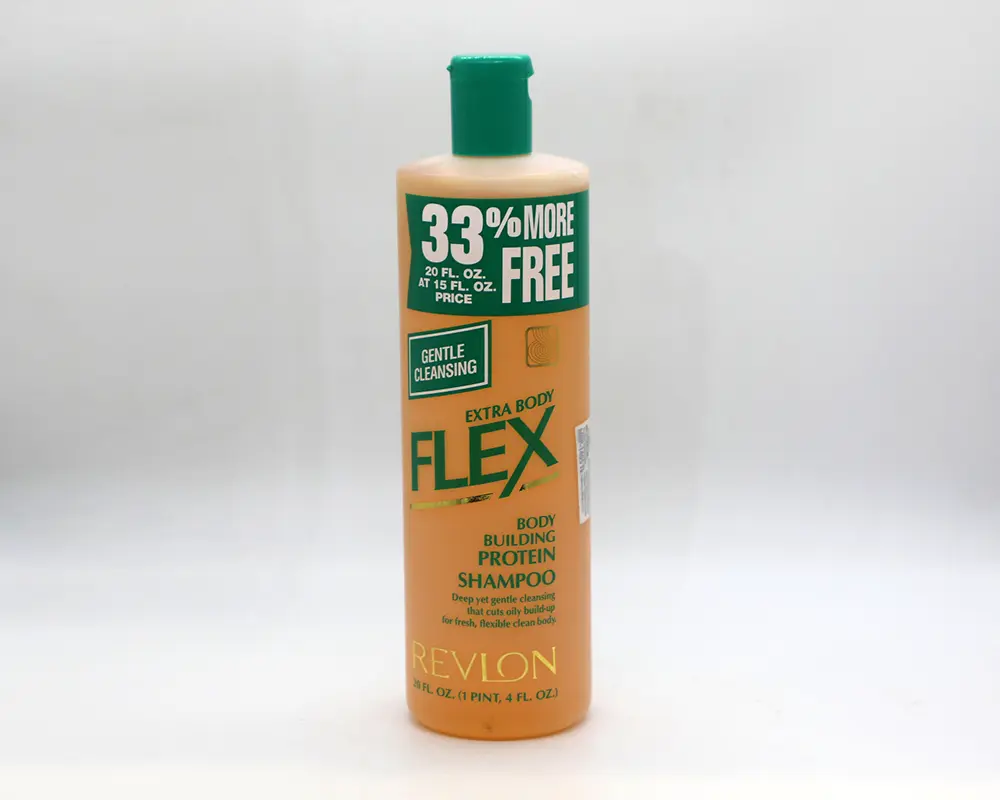 33% MORE
FREE
20 FL. OZ.
AT 15 FL. OZ.
PRICE
GENTLE
CLEANSING
EXTRA BODY
FLEX
BODY
BUILDING
PROTEIN
SHAMPOO
Deep yet gentle cleansing
that cuts oily build-up
for fresh, flexible clean body.
REVLON
20 FL. OZ. (1 PINT, 4 FL. OZ.)